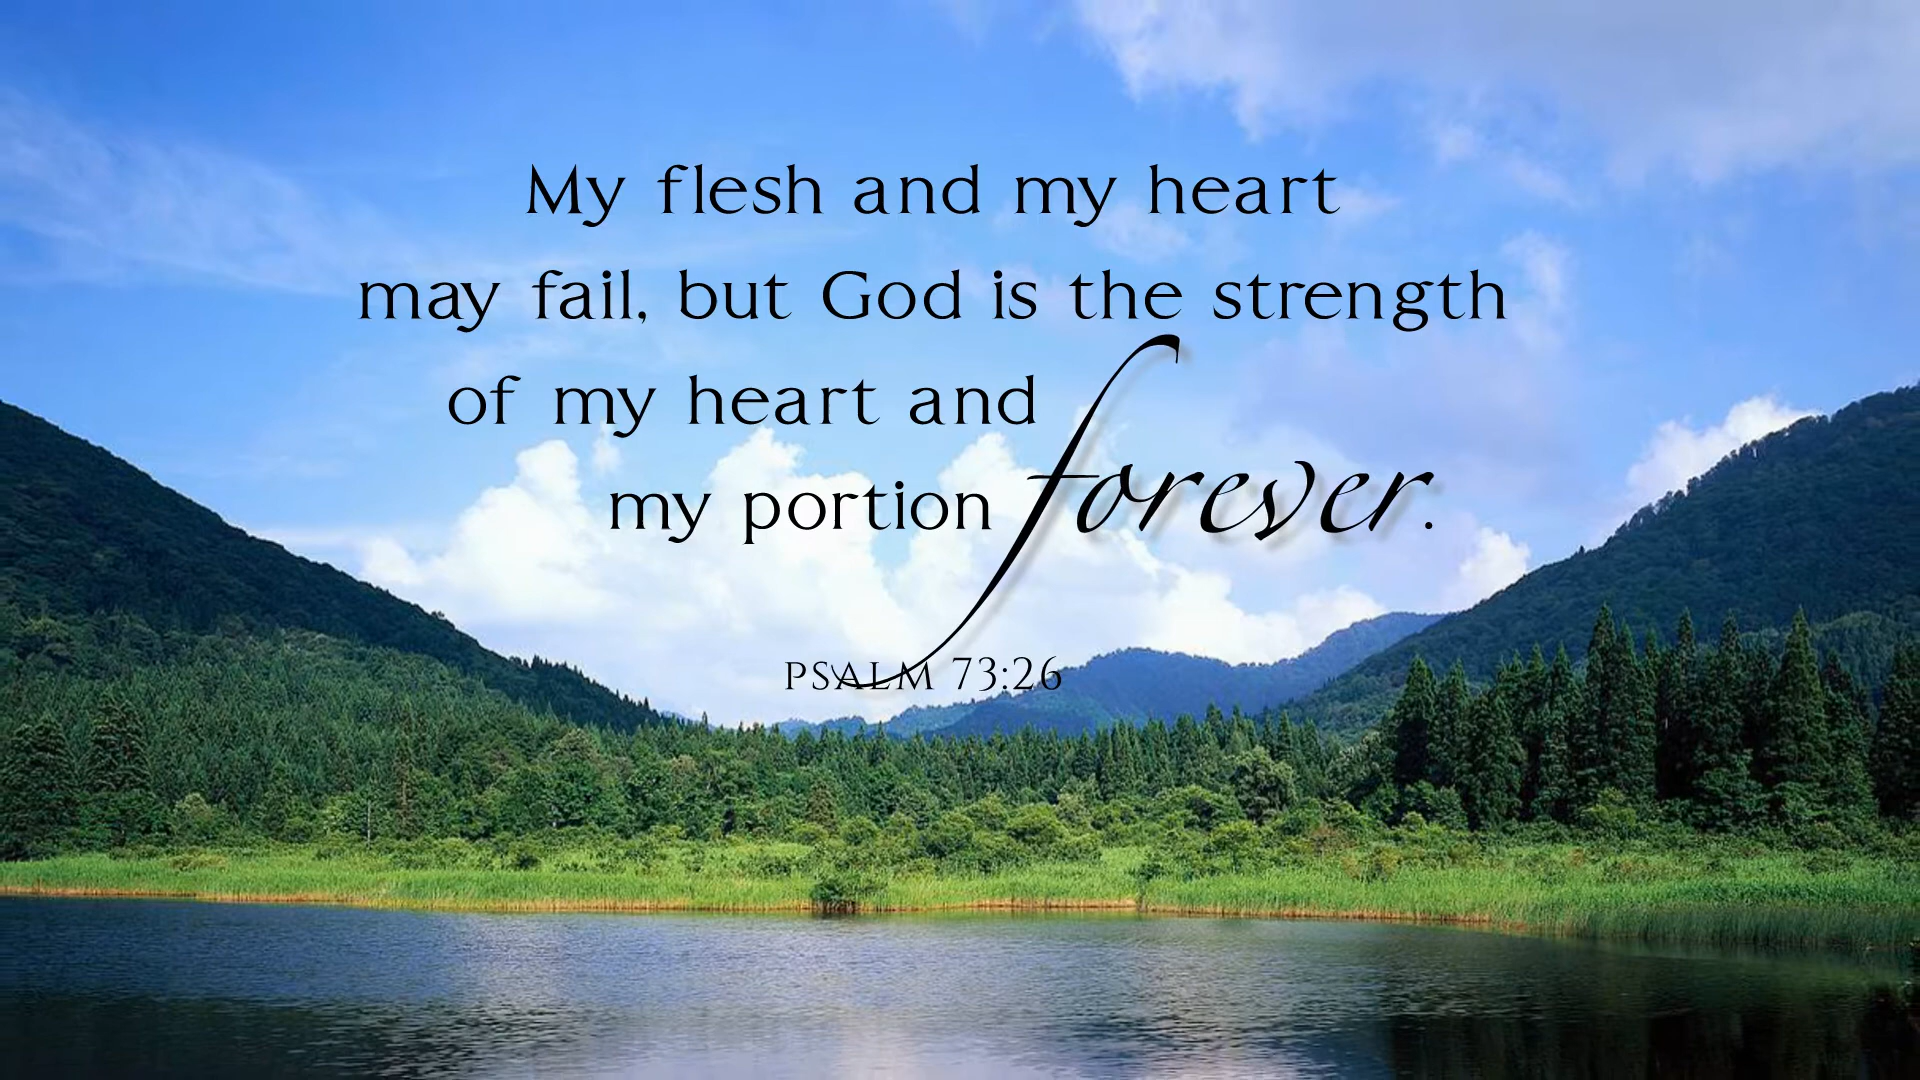 My flesh and my heart
may fail, but God is the strength
of my heart and
my portion forever.
PSALM 73:26